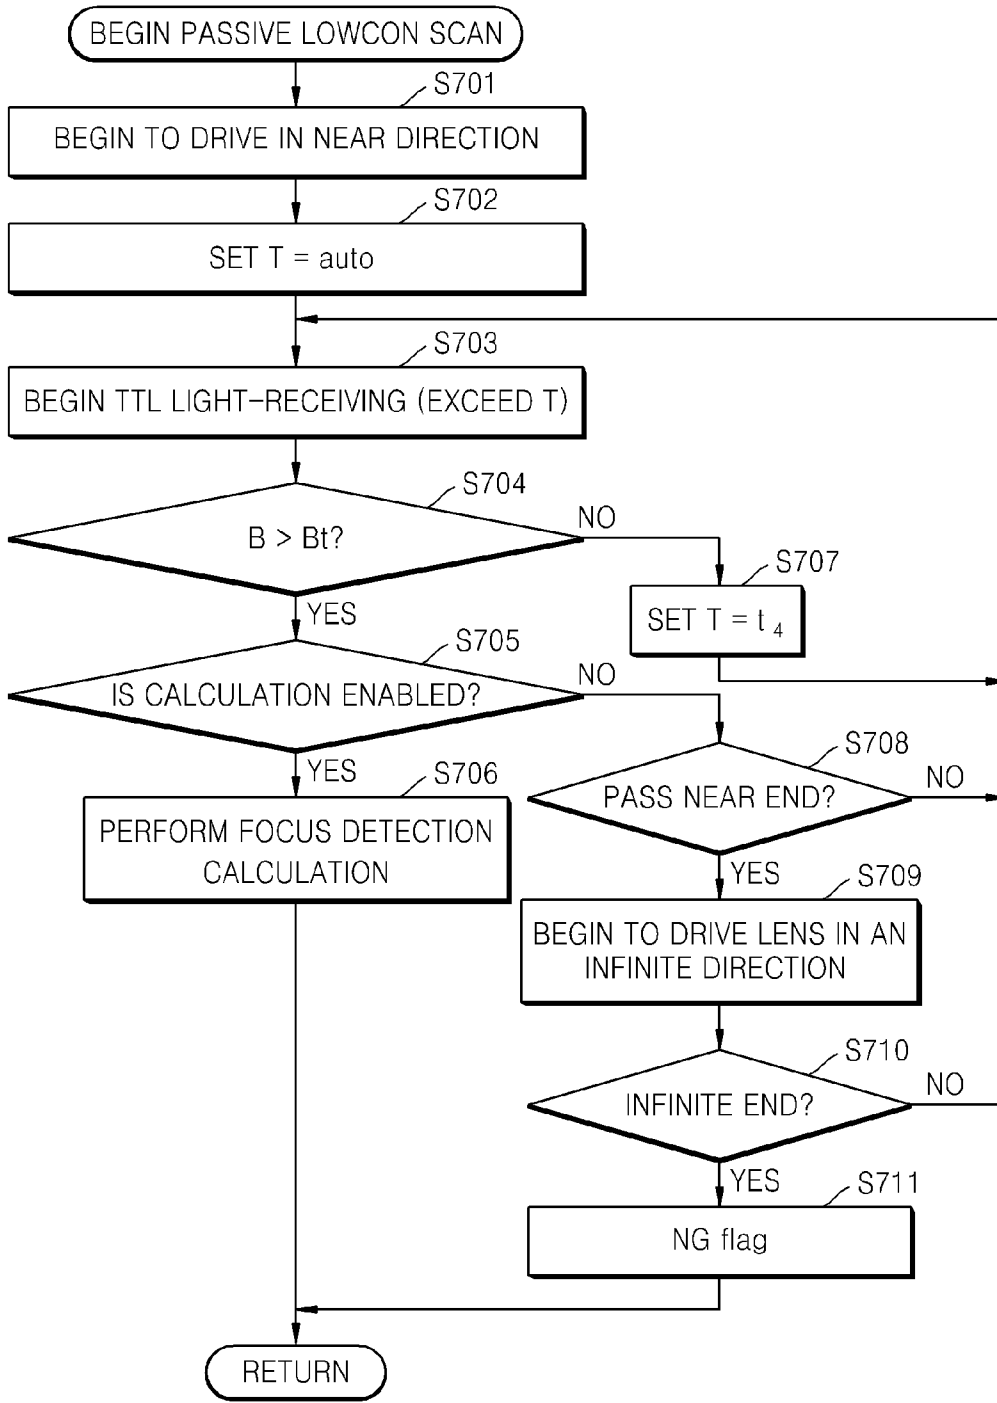 BEGIN PASSIVE LOWCON SCAN
S701
BEGIN TO DRIVE IN NEAR DIRECTION
S702
SET T = auto
S703
BEGIN TTL LIGHT-RECEIVING (EXCEED T)
S704
B > Bt?
NO
YES
S707
SET T = t₄
S705
IS CALCULATION ENABLED?
NO
YES
S706
PERFORM FOCUS DETECTION
CALCULATION
S708
PASS NEAR END?
NO
YES
S709
BEGIN TO DRIVE LENS IN AN
INFINITE DIRECTION
S710
INFINITE END?
NO
YES
S711
NG flag
RETURN